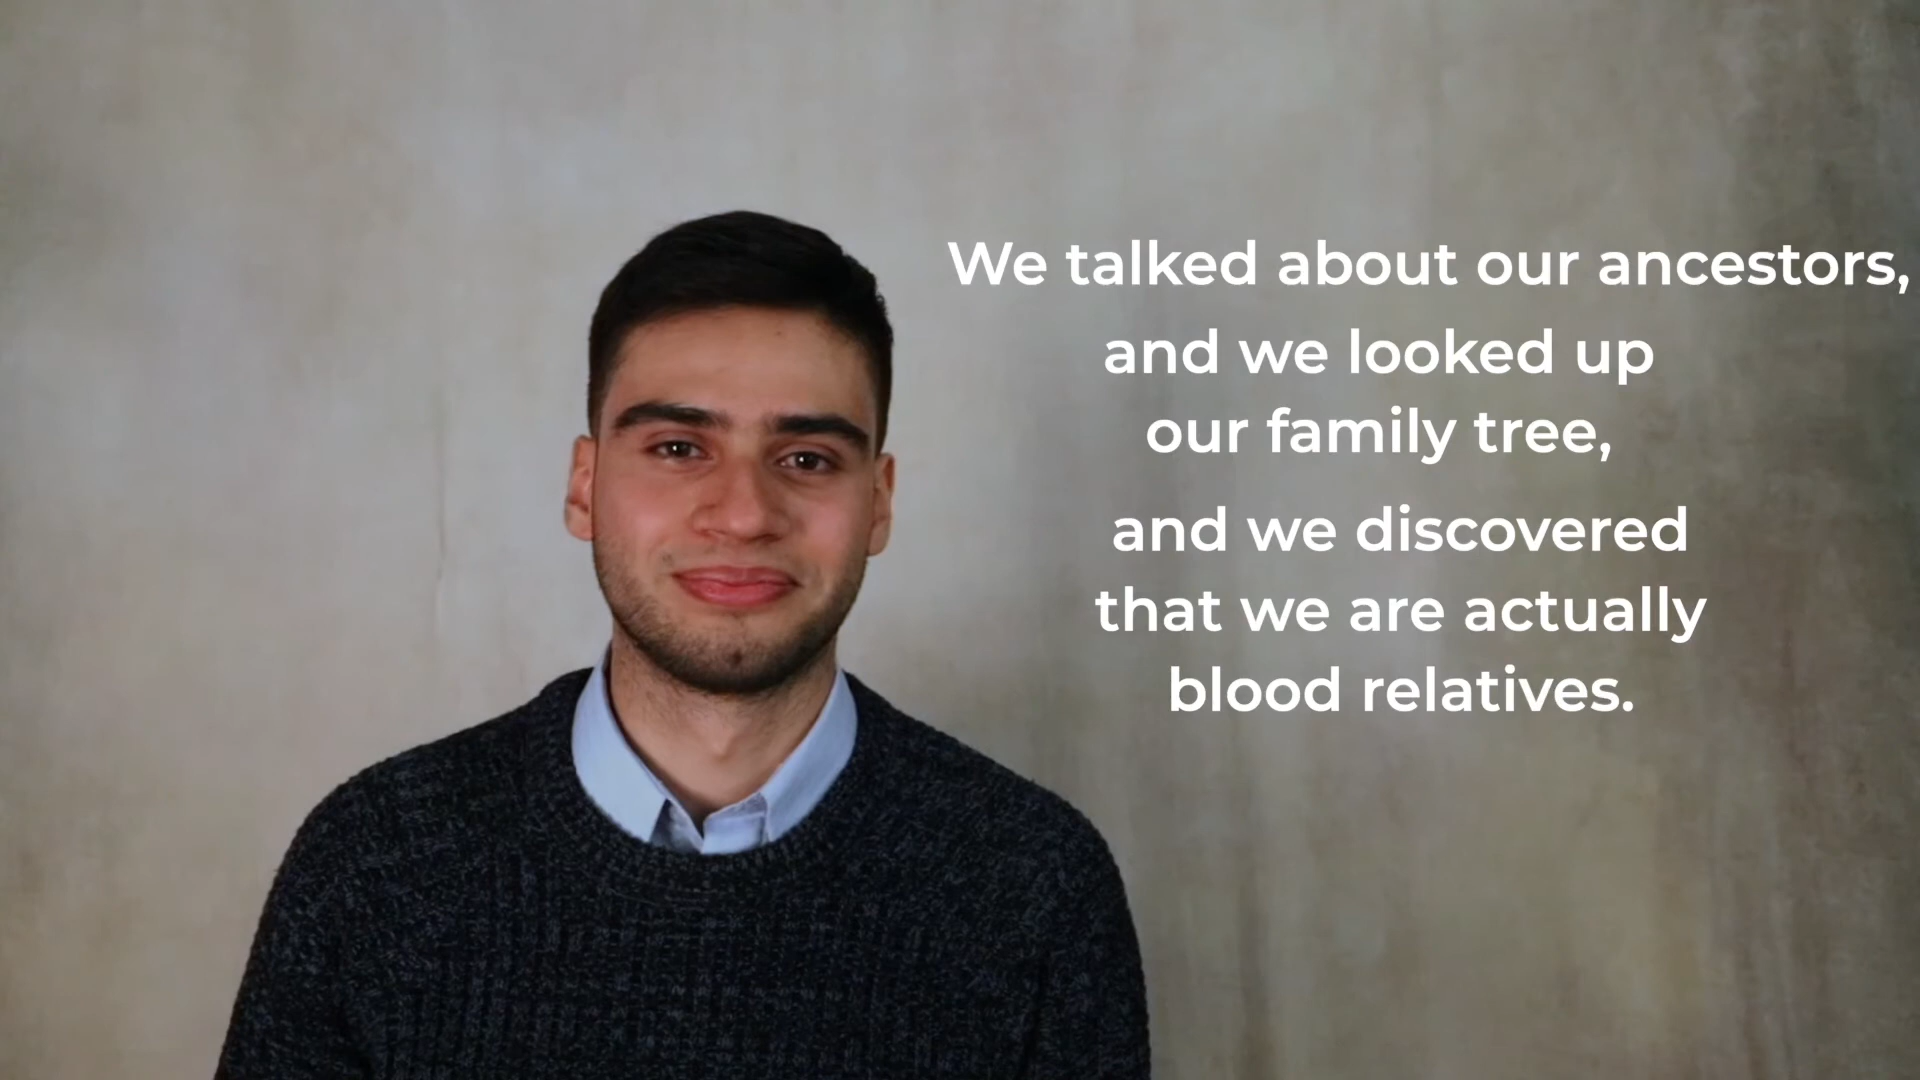 We talked about our ancestors,
and we looked up
our family tree,
and we discovered
that we are actually
blood relatives.